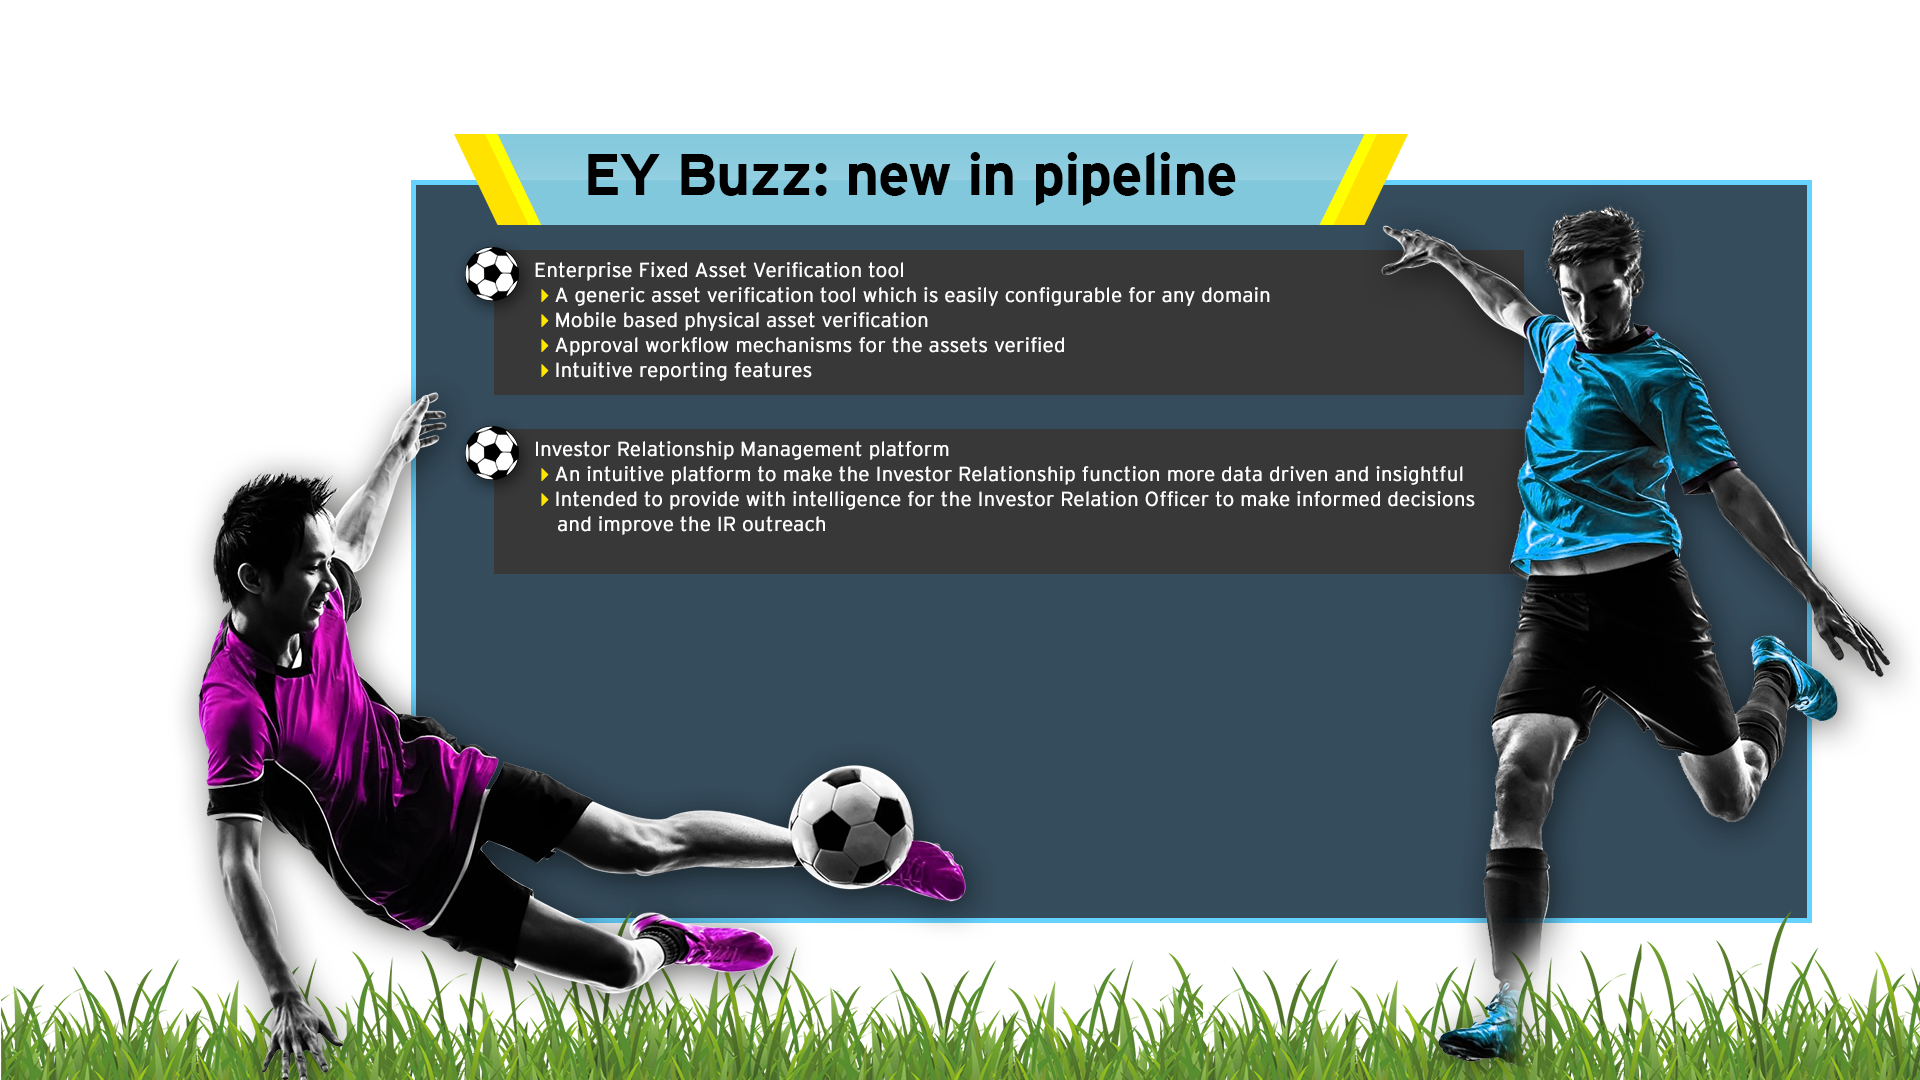 EY Buzz: new in pipeline
Enterprise Fixed Asset Verification tool
A generic asset verification tool which is easily configurable for any domain
Mobile based physical asset verification
Approval workflow mechanisms for the assets verified
Intuitive reporting features
Investor Relationship Management platform
An intuitive platform to make the Investor Relationship function more data driven and insightful
Intended to provide with intelligence for the Investor Relation Officer to make informed decisions
and improve the IR outreach